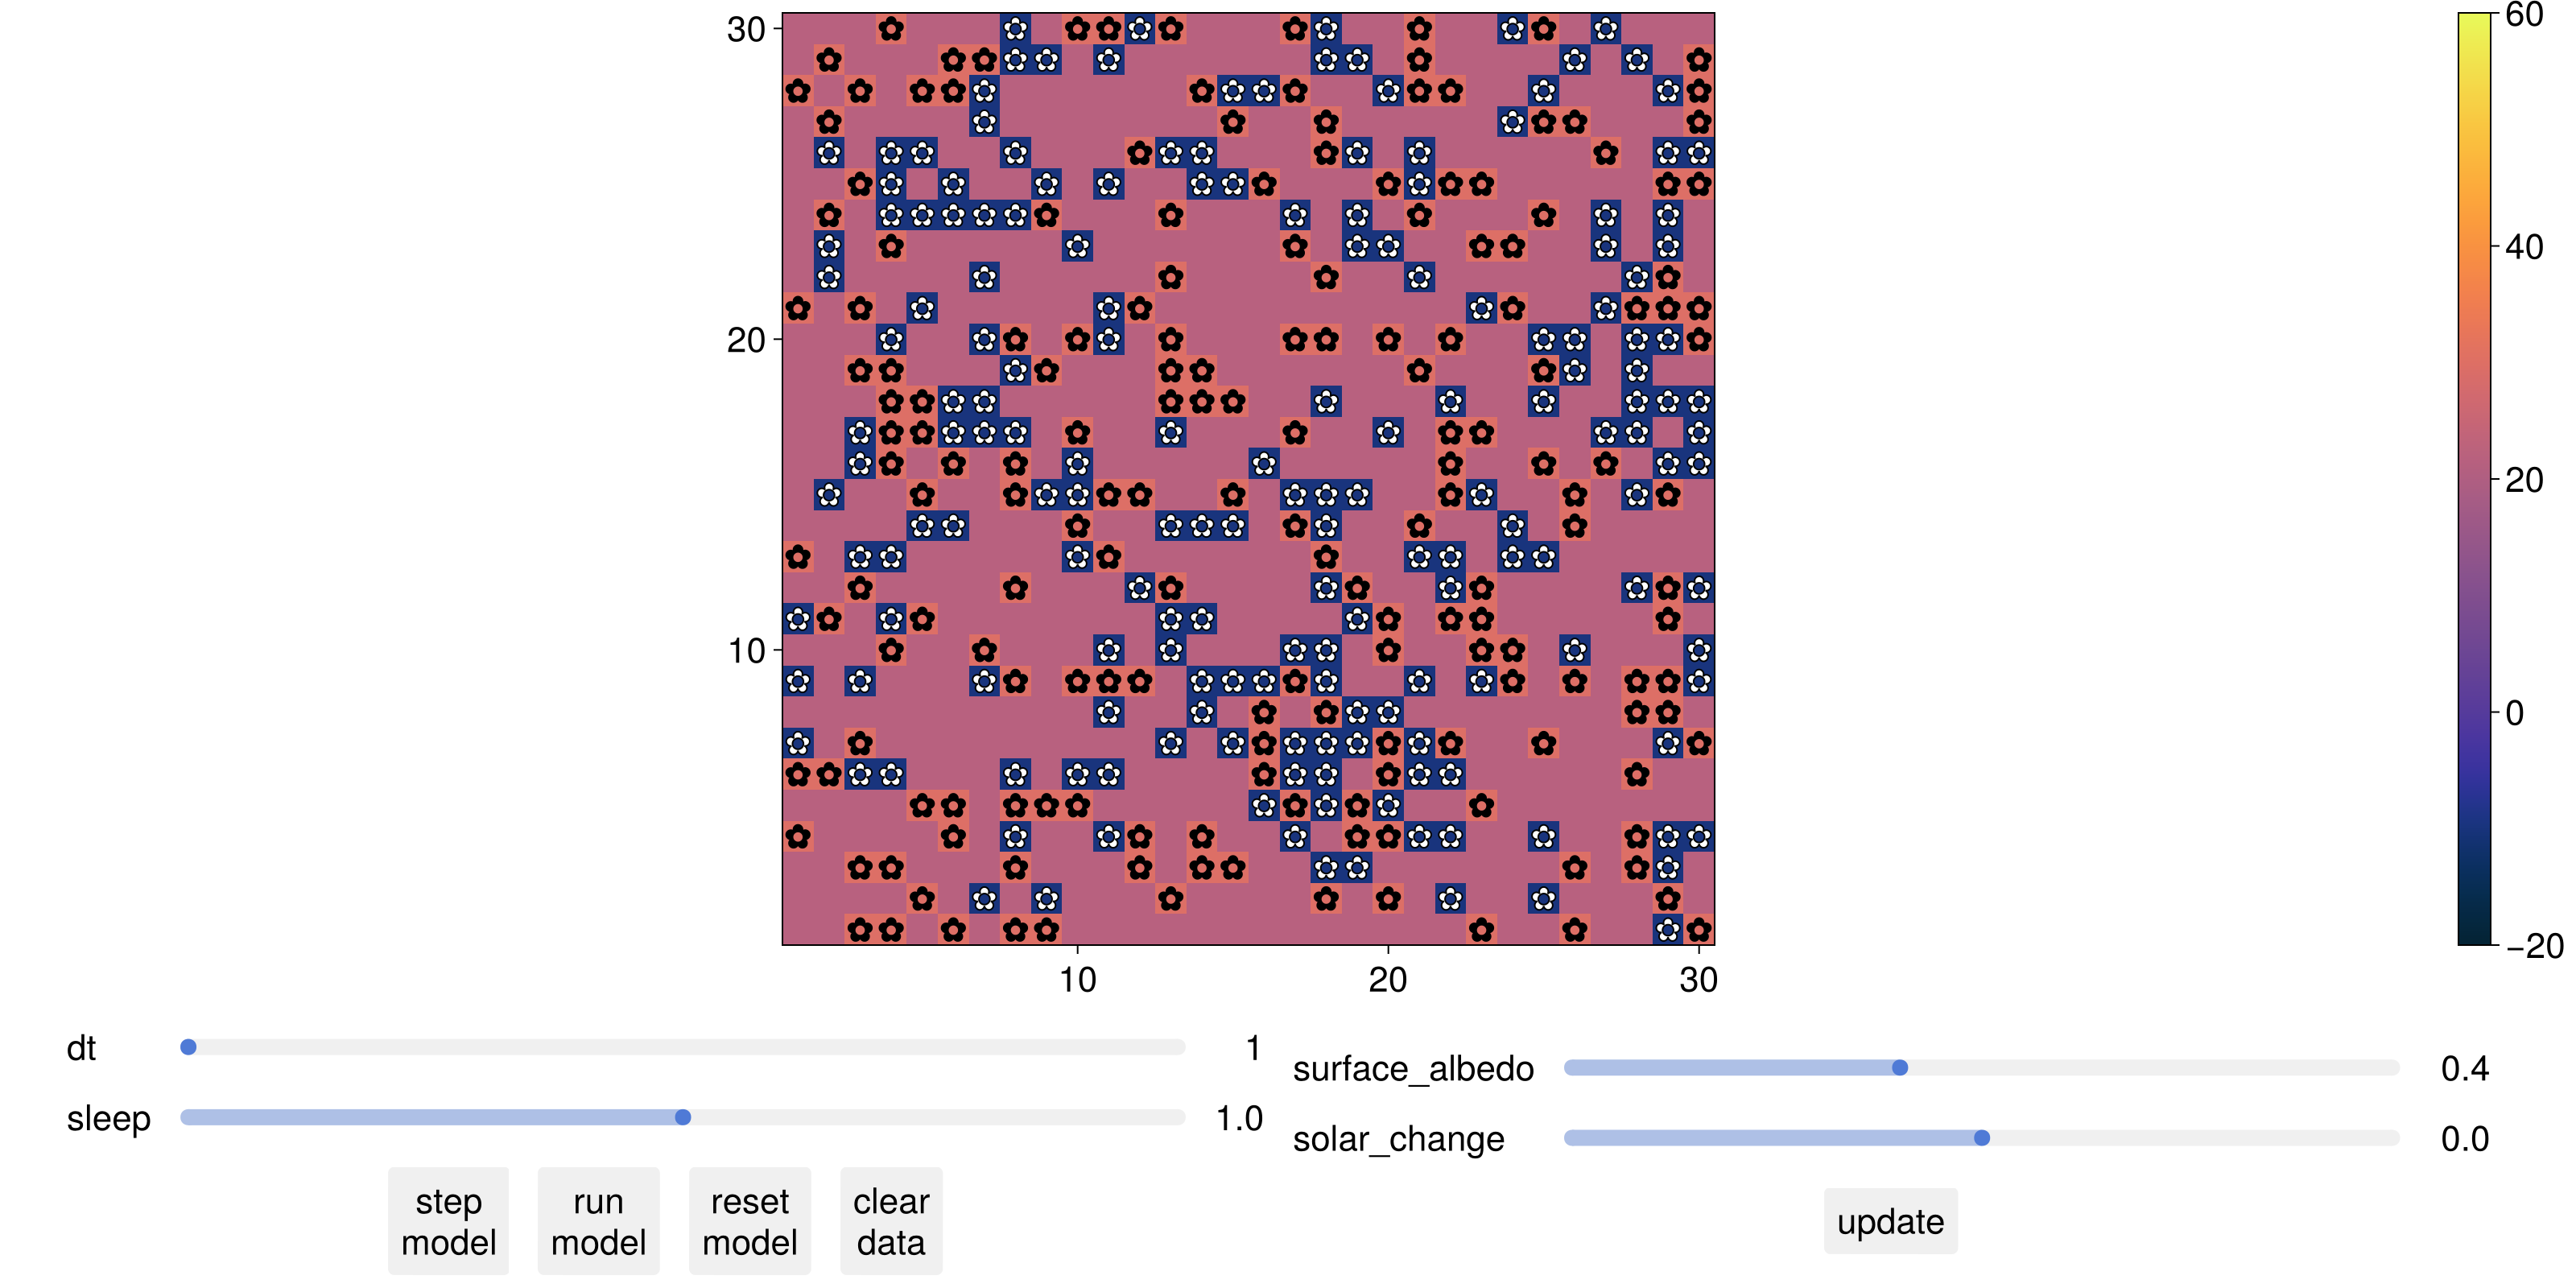 30
20
10
10 20 30
60
40
20
0
−20
dt 1
sleep 1.0
surface_albedo 0.4
solar_change 0.0
step
model
run
model
reset
model
clear
data
update